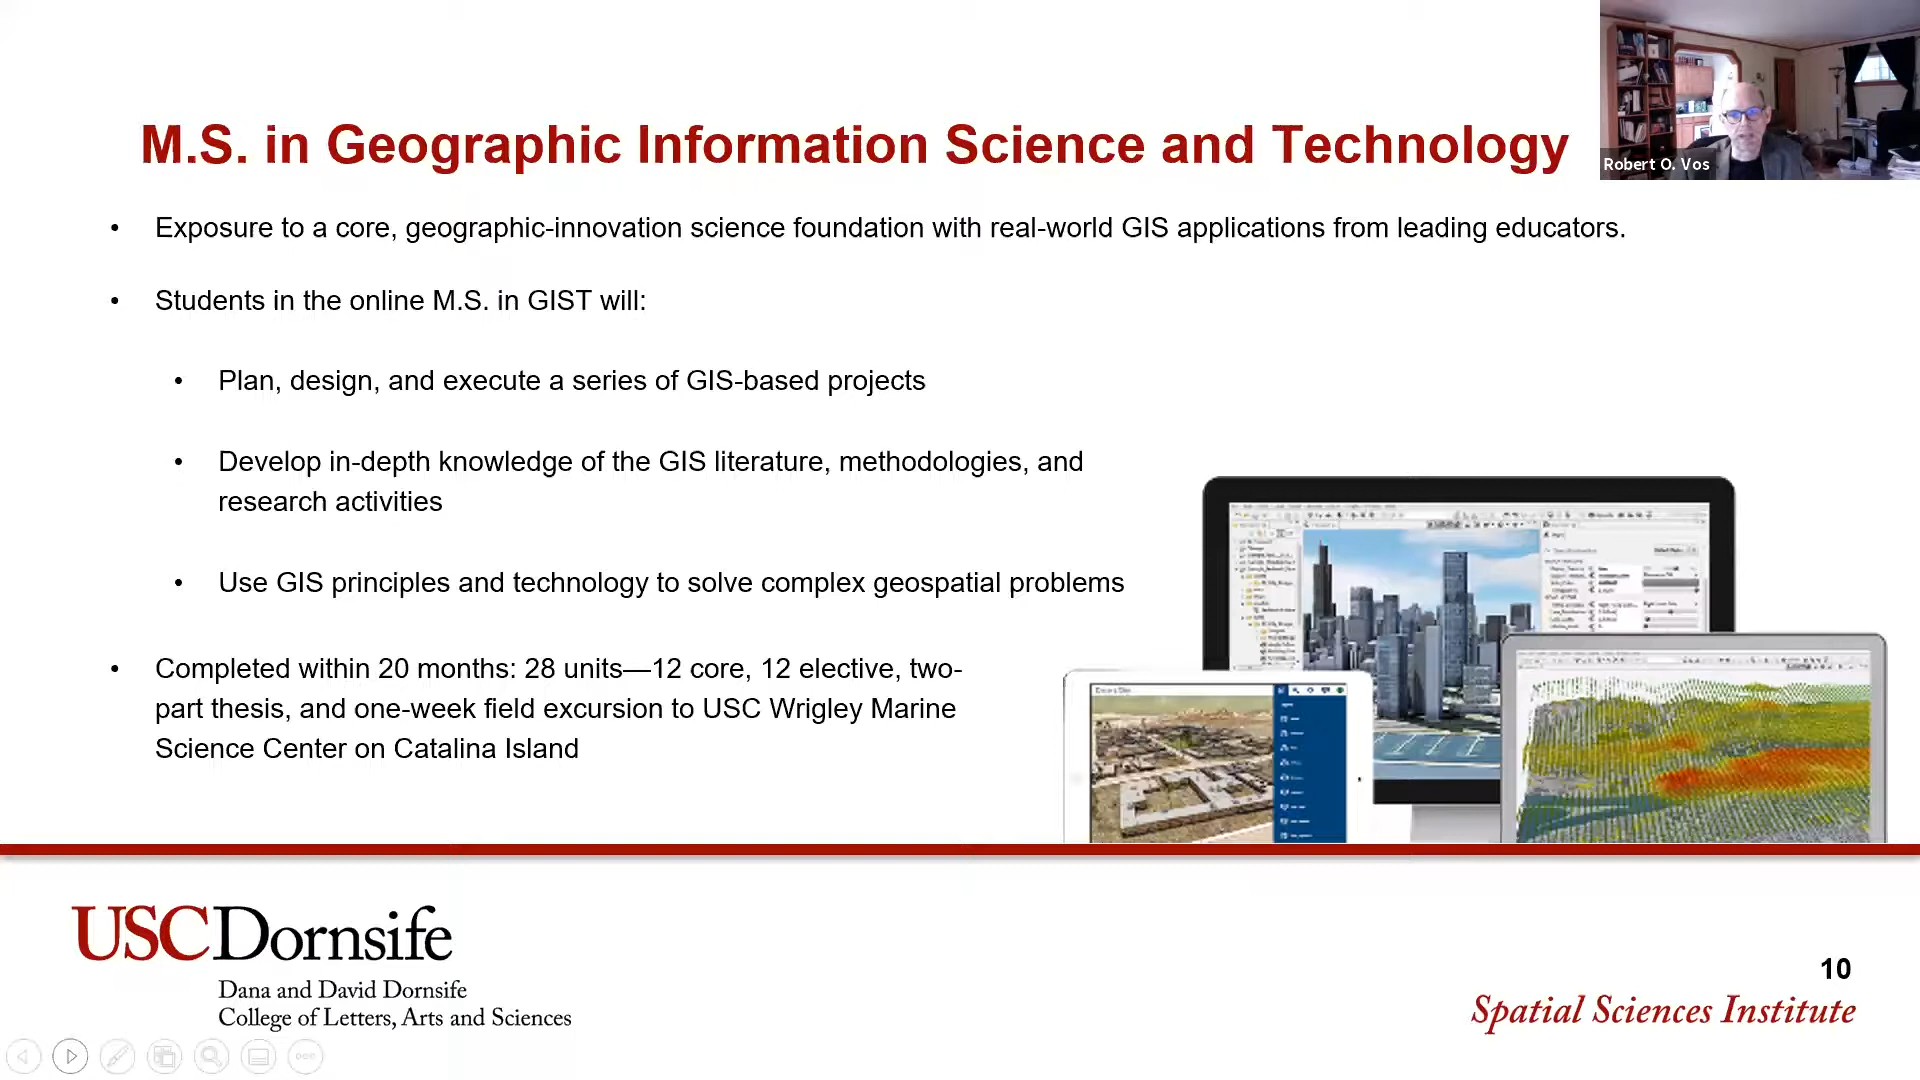 M.S. in Geographic Information Science and Technology
Robert O. Vos
• Exposure to a core, geographic-innovation science foundation with real-world GIS applications from leading educators.
• Students in the online M.S. in GIST will:
• Plan, design, and execute a series of GIS-based projects
• Develop in-depth knowledge of the GIS literature, methodologies, and
research activities
• Use GIS principles and technology to solve complex geospatial problems
• Completed within 20 months: 28 units—12 core, 12 elective, two-
part thesis, and one-week field excursion to USC Wrigley Marine
Science Center on Catalina Island
USCDornsife
Dana and David Dornsife
College of Letters, Arts and Sciences
10
Spatial Sciences Institute